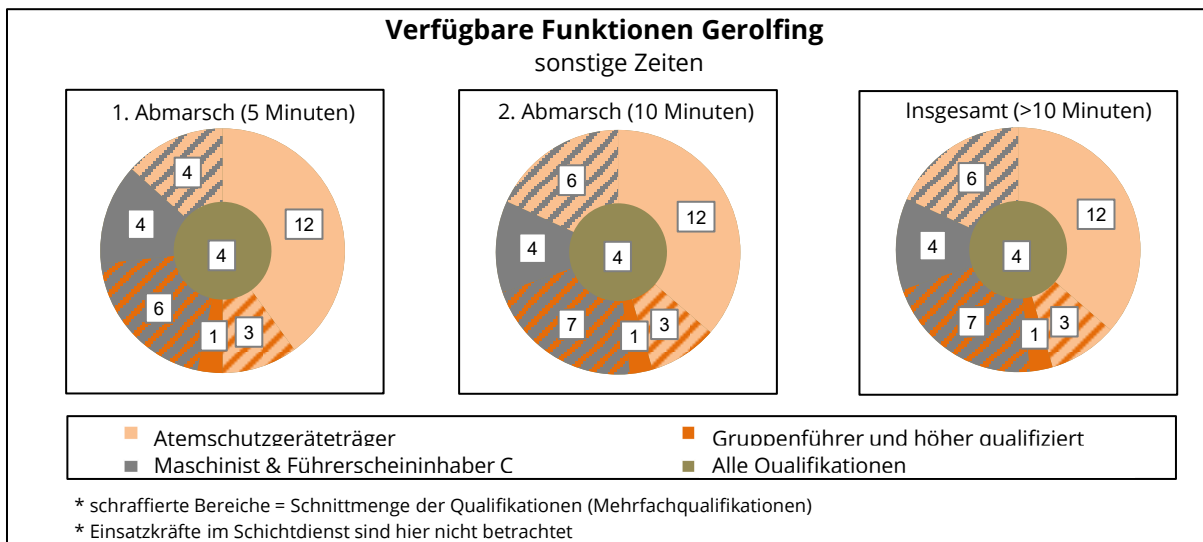 Verfügbare Funktionen Gerolfing
sonstige Zeiten
1. Abmarsch (5 Minuten)
4
12
4
4
6
1
3
2. Abmarsch (10 Minuten)
6
12
4
4
7
1
3
Insgesamt (>10 Minuten)
6
12
4
4
7
1
3
Atemschutzgeräteträger
Gruppenführer und höher qualifiziert
Maschinist & Führerscheininhaber C
Alle Qualifikationen
* schraffierte Bereiche = Schnittmenge der Qualifikationen (Mehrfachqualifikationen)
* Einsatzkräfte im Schichtdienst sind hier nicht betrachtet